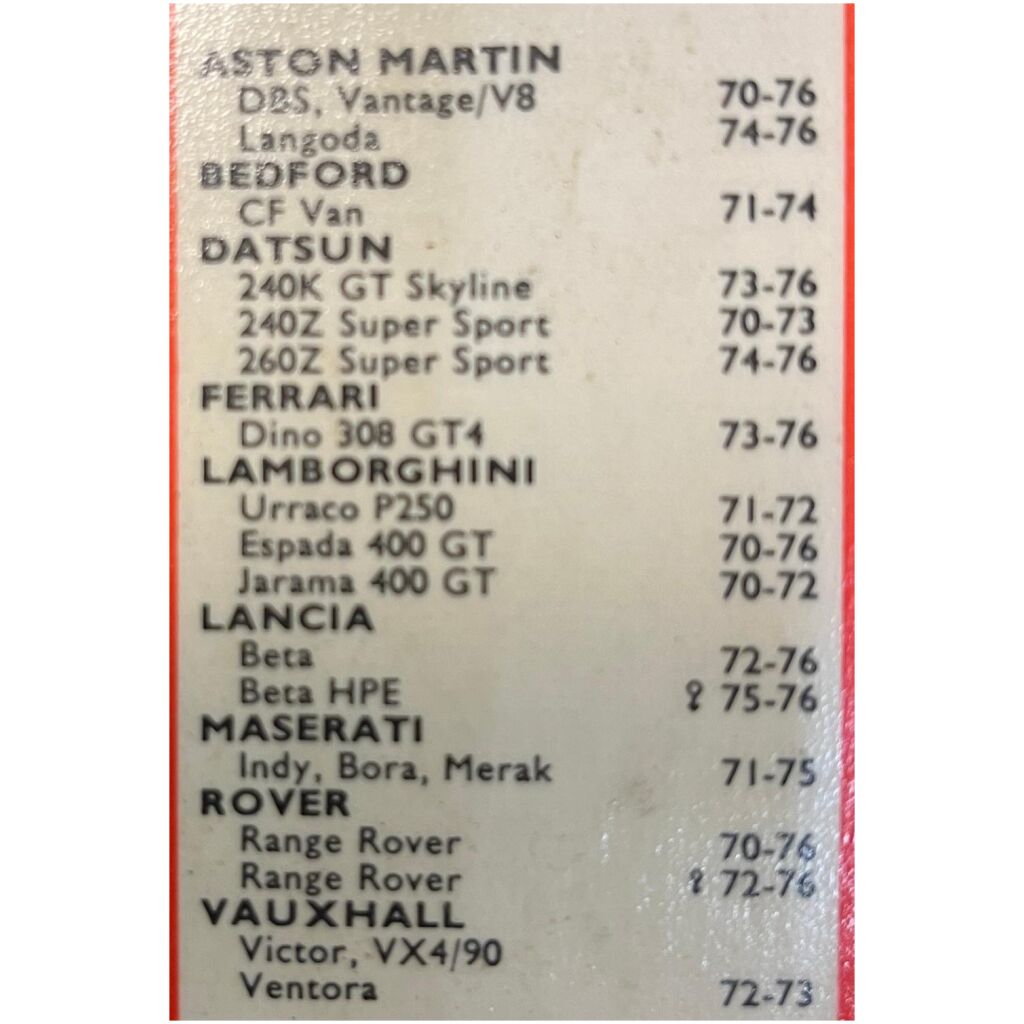 ASTON MARTIN
DBS, Vantage/V8 70-76
Langoda 74-76
BEDFORD
CF Van 71-74
DATSUN
240K GT Skyline 73-76
240Z Super Sport 70-73
260Z Super Sport 74-76
FERRARI
Dino 308 GT4 73-76
LAMBORGHINI
Urraco P250 71-72
Espada 400 GT 70-76
Jarama 400 GT 70-72
LANCIA
Beta 72-76
Beta HPE 75-76
MASERATI
Indy, Bora, Merak 71-75
ROVER
Range Rover 70-76
Range Rover 72-76
VAUXHALL
Victor, VX4/90
Ventora 72-73